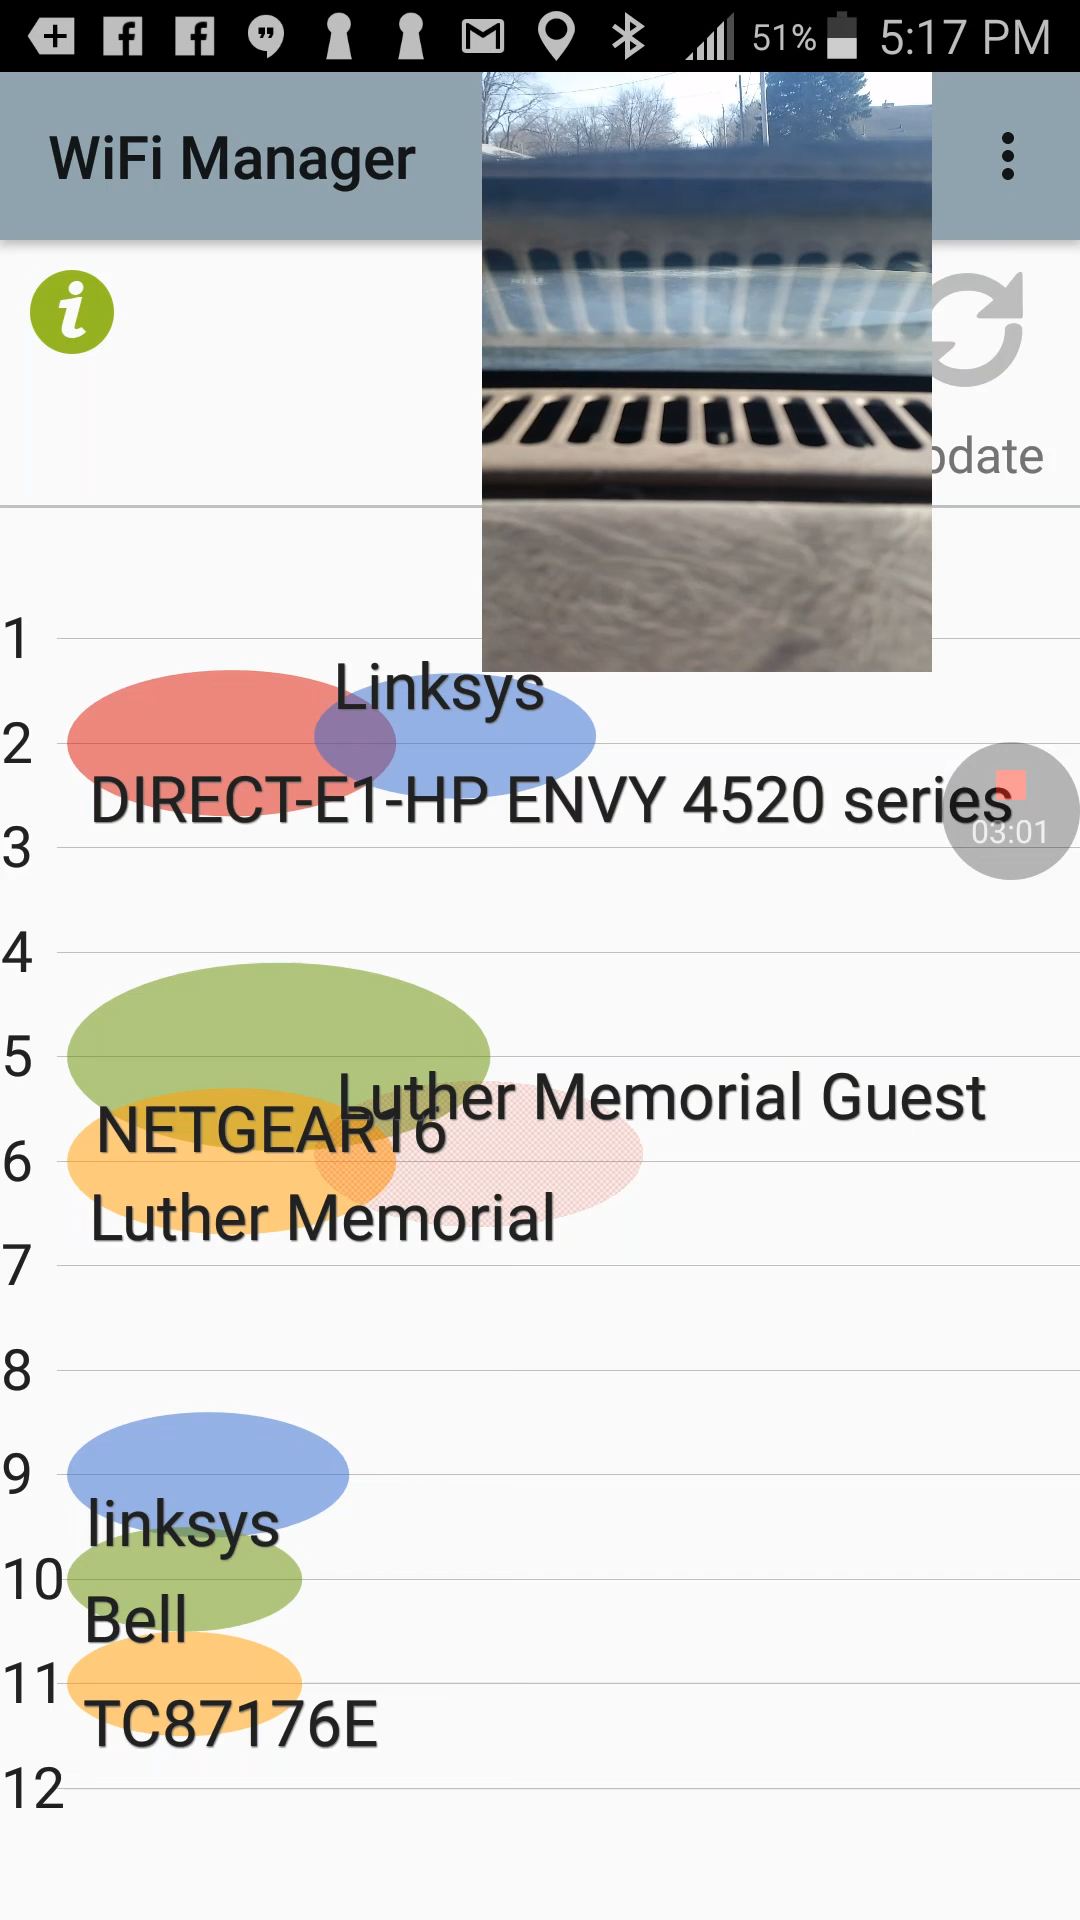 51% 5:17 PM
WiFi Manager
i
pdate
1
Linksys
2
DIRECT-E1-HP ENVY 4520 series
03:01
3
4
5
Luther Memorial Guest
NETGEAR16
6
Luther Memorial
7
8
9
linksys
10
Bell
11
TC87176E
12